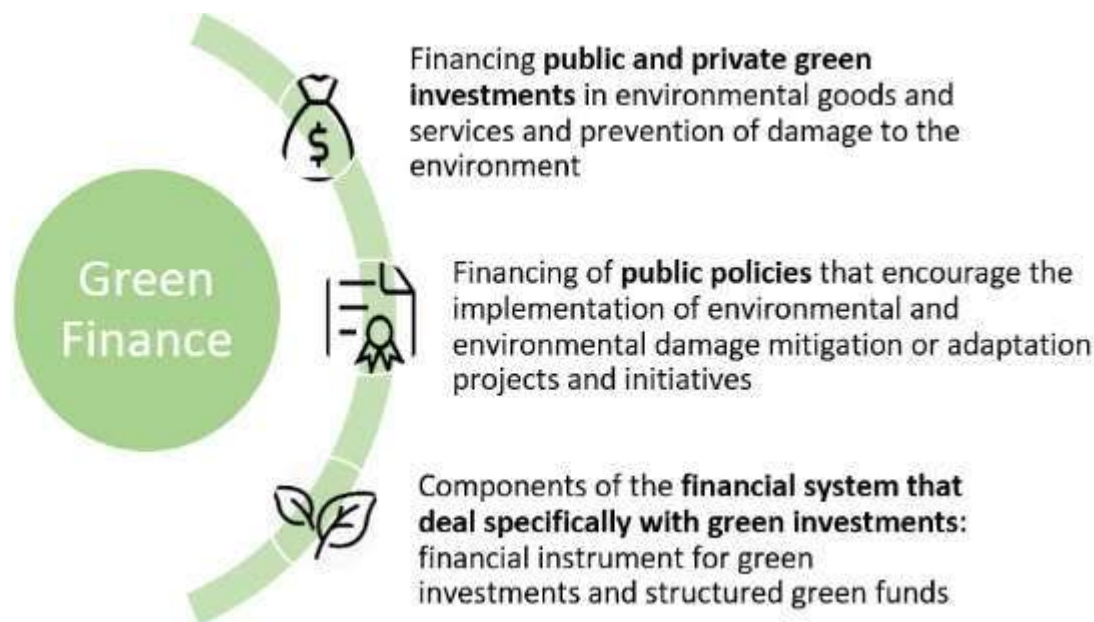 Green
Finance
$
Financing public and private green
investments in environmental goods and
services and prevention of damage to the
environment
Financing of public policies that encourage the
implementation of environmental and
environmental damage mitigation or adaptation
projects and initiatives
Components of the financial system that
deal specifically with green investments:
financial instrument for green
investments and structured green funds